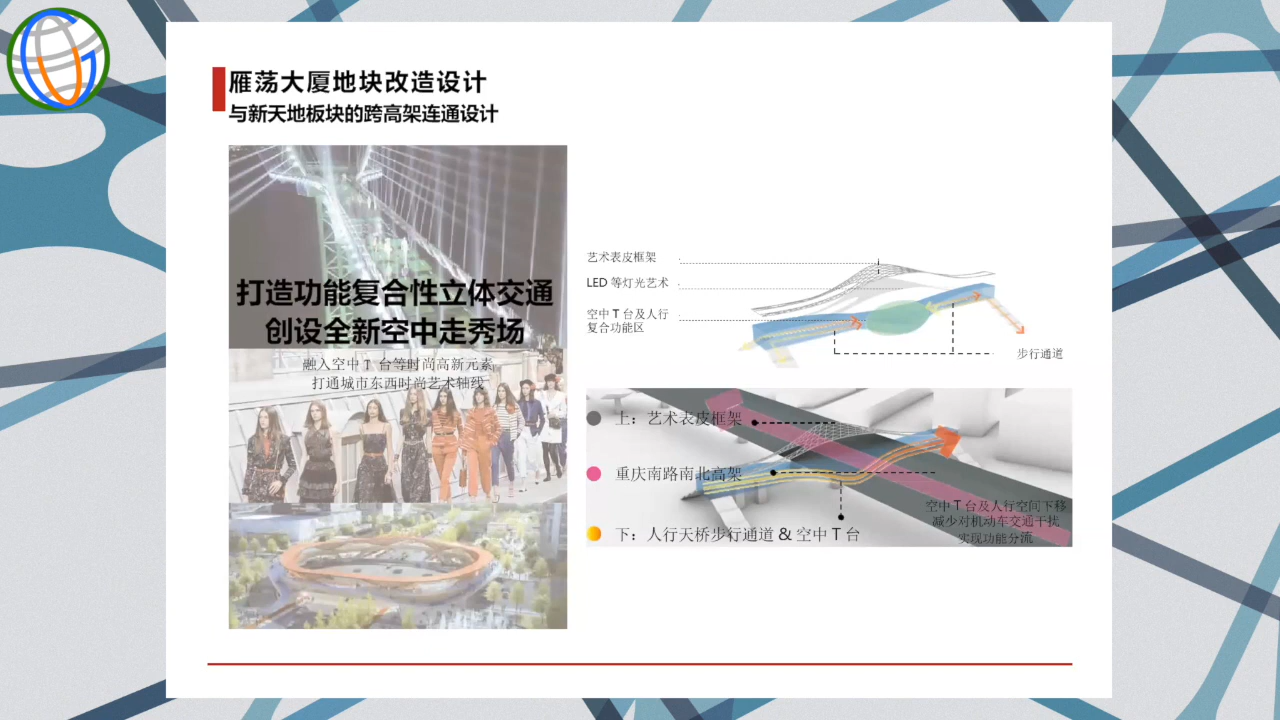 雁荡大厦地块改造设计
与新天地板块的跨高架连通设计
打造功能复合性立体交通
创设全新空中走秀场
融入空中 T 台等时尚高新元素
打通城市东西时尚艺术轴线
艺术表皮框架
LED 等灯光艺术
空中 T 台及人行
复合功能区
步行通道
上：艺术表皮框架
重庆南路南北高架
下：人行天桥步行通道 & 空中 T 台
空中 T 台及人行空间下移
减少对机动车交通干扰
实现功能分流